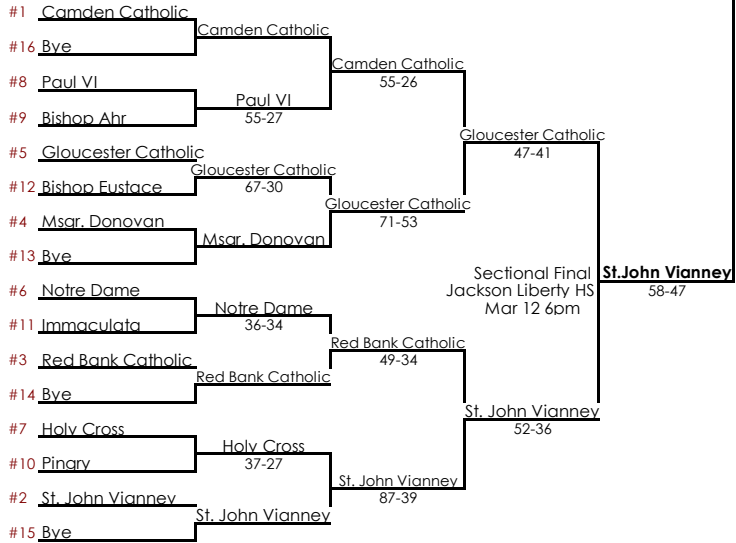 #1 Camden Catholic
Camden Catholic
#16 Bye
Camden Catholic
55-26
#8 Paul VI
Paul VI
55-27
#9 Bishop Ahr
Gloucester Catholic
47-41
#5 Gloucester Catholic
Gloucester Catholic
67-30
#12 Bishop Eustace
Gloucester Catholic
71-53
#4 Msgr. Donovan
Msgr. Donovan
#13 Bye
Sectional Final
Jackson Liberty HS
Mar 12 6pm
St.John Vianney
58-47
#6 Notre Dame
Notre Dame
36-34
#11 Immaculata
Red Bank Catholic
49-34
#3 Red Bank Catholic
Red Bank Catholic
#14 Bye
St. John Vianney
52-36
#7 Holy Cross
Holy Cross
37-27
#10 Pingry
St. John Vianney
87-39
#2 St. John Vianney
St. John Vianney
#15 Bye